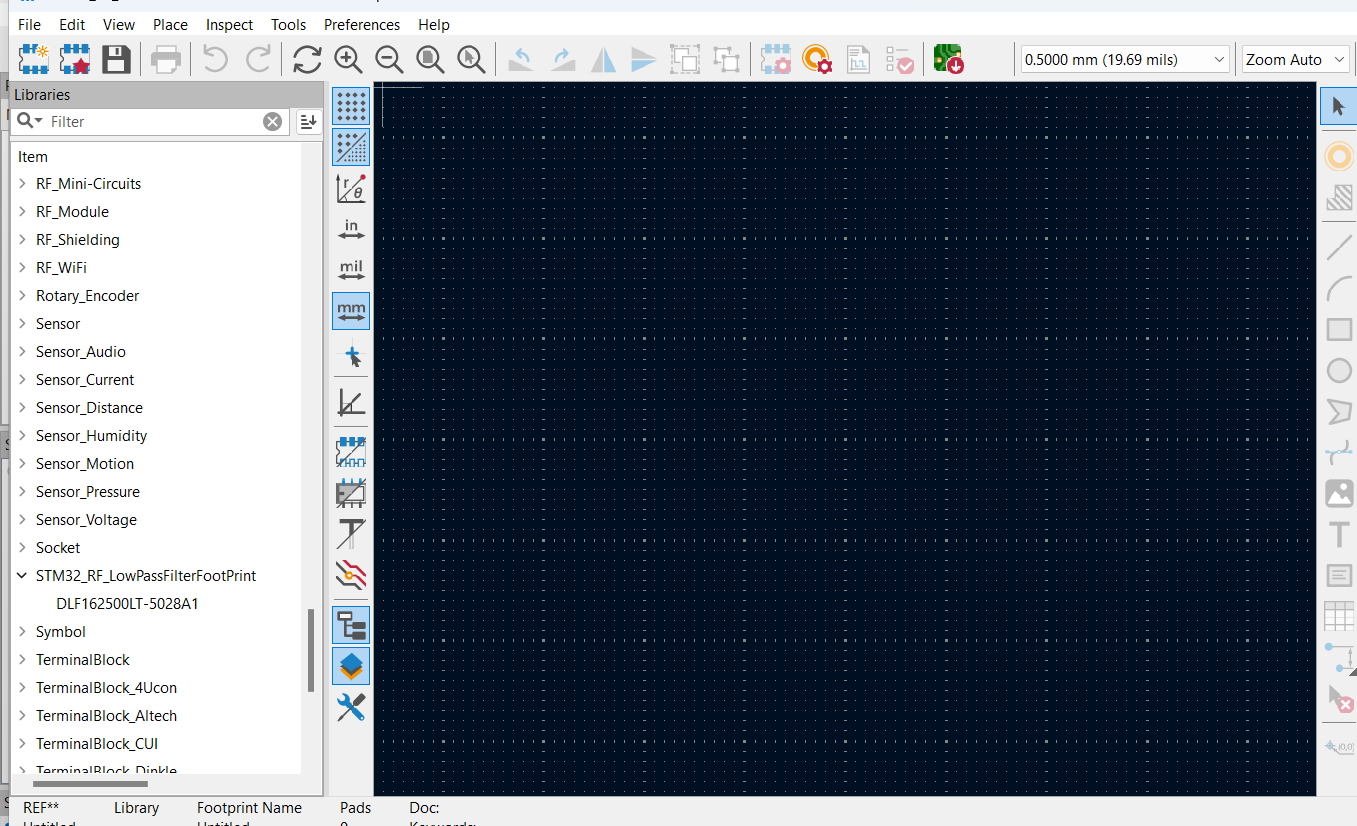 File Edit View Place Inspect Tools Preferences Help
0.5000 mm (19.69 mils) Zoom Auto
Libraries
Filter
Item
RF_Mini-Circuits
RF_Module
RF_Shielding
RF_WiFi
Rotary_Encoder
Sensor
Sensor_Audio
Sensor_Current
Sensor_Distance
Sensor_Humidity
Sensor_Motion
Sensor_Pressure
Sensor_Voltage
Socket
STM32_RF_LowPassFilterFootPrint
DLF162500LT-5028A1
Symbol
TerminalBlock
TerminalBlock_4Ucon
TerminalBlock_Altech
TerminalBlock_CUI
TerminalBlock_Dinkle
r θ
in
mil
mm
T
T
(0,0)
REF** Library Footprint Name Pads Doc:
Untitled Untitled 0 Keywords: